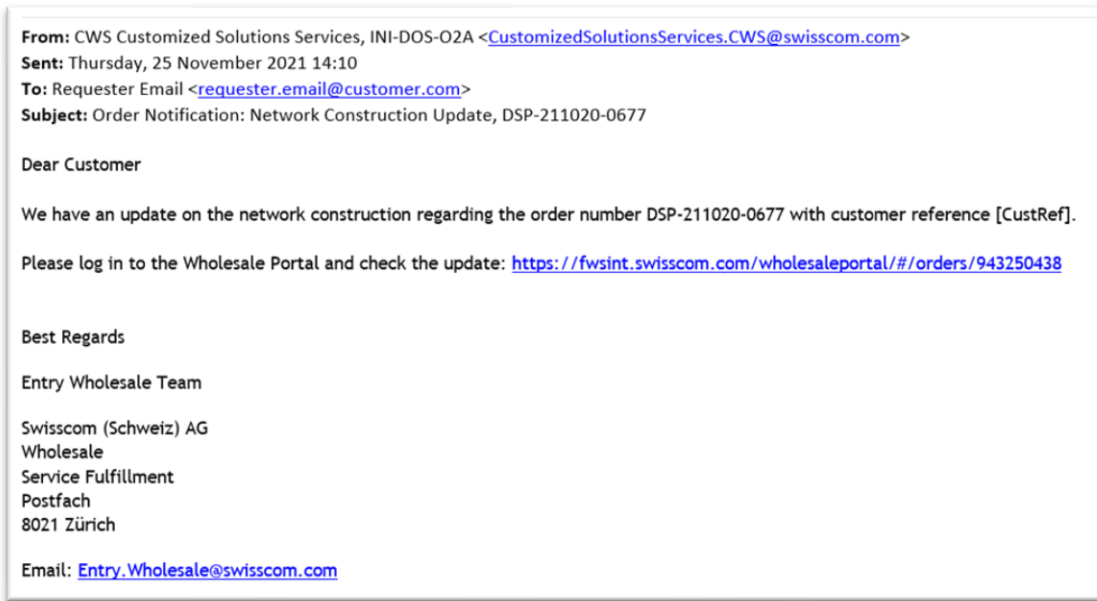 From: CWS Customized Solutions Services, INI-DOS-O2A <CustomizedSolutionsServices.CWS@swisscom.com>
Sent: Thursday, 25 November 2021 14:10
To: Requester Email <requester.email@customer.com>
Subject: Order Notification: Network Construction Update, DSP-211020-0677
Dear Customer
We have an update on the network construction regarding the order number DSP-211020-0677 with customer reference [CustRef].
Please log in to the Wholesale Portal and check the update: https://fwsint.swisscom.com/wholesaleportal/#/orders/943250438
Best Regards
Entry Wholesale Team
Swisscom (Schweiz) AG
Wholesale
Service Fulfillment
Postfach
8021 Zürich
Email: Entry.Wholesale@swisscom.com